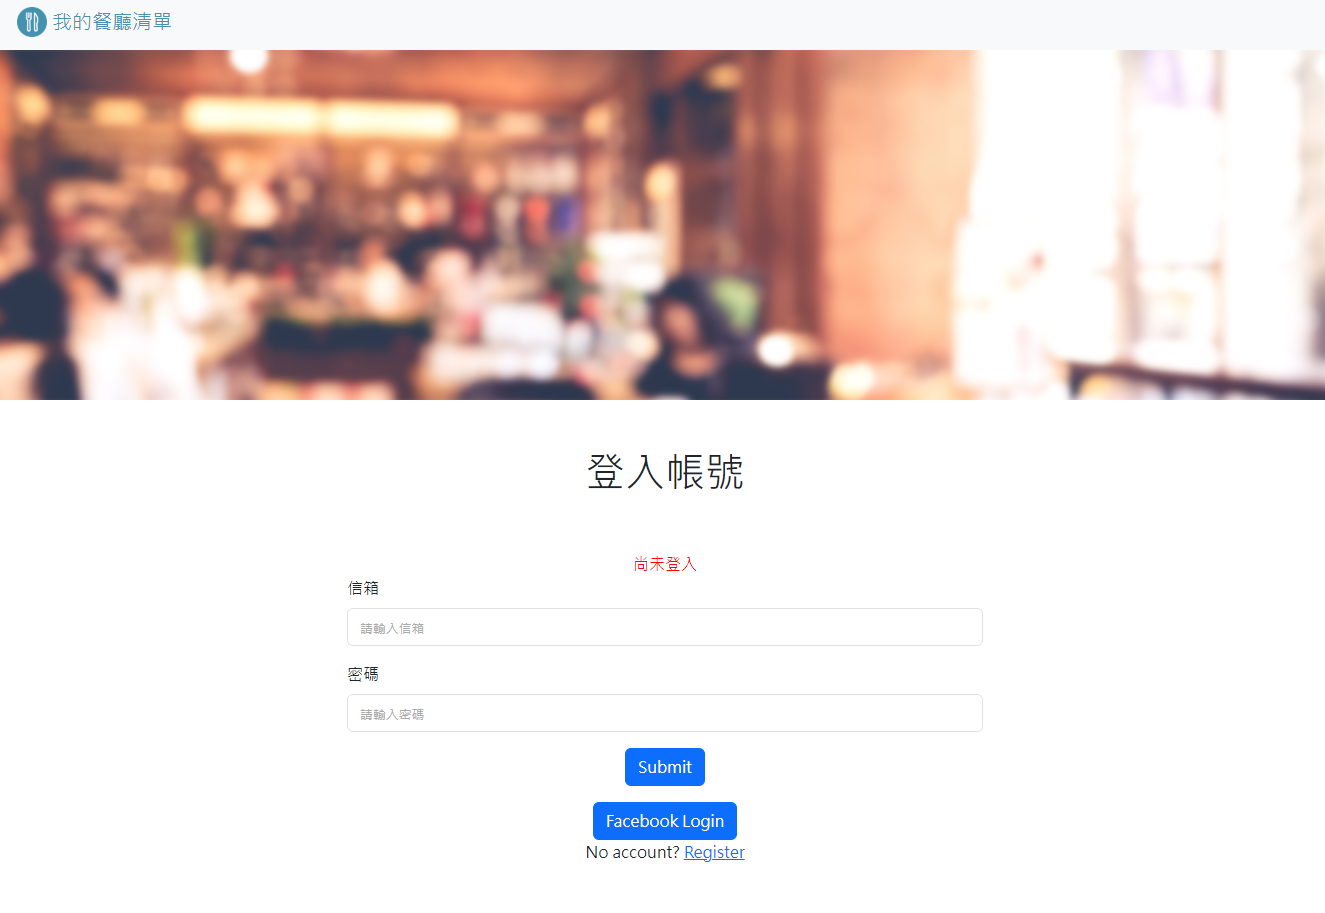 我的餐廳清單
登入帳號
尚未登入
信箱
請輸入信箱
密碼
請輸入密碼
Submit
Facebook Login
No account? Register